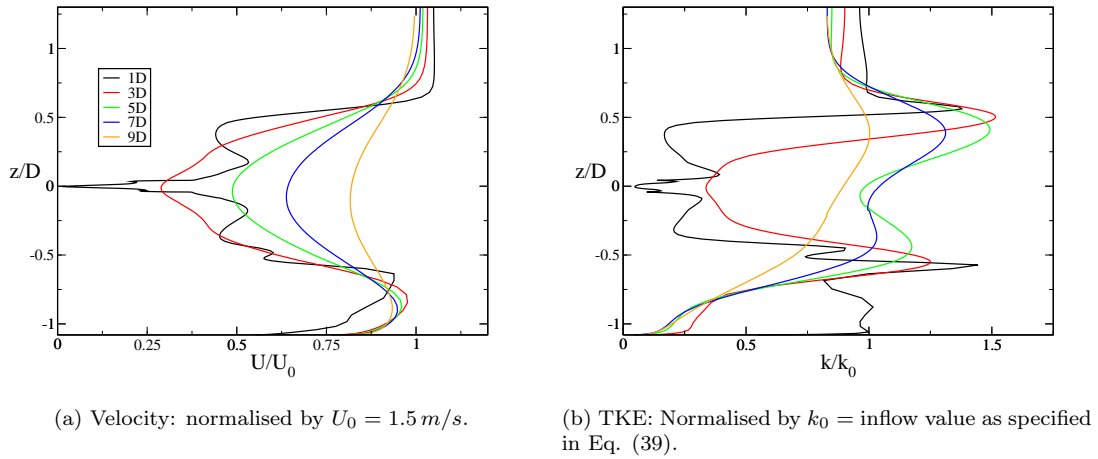 1
0.5
z/D
0
-0.5
-1
0
0.25
0.5
0.75
1
U/U0
1D
3D
5D
7D
9D
1
0.5
z/D
0
-0.5
-1
0
0.5
1
1.5
k/k0
(a) Velocity: normalised by U0 = 1.5 m/s.
(b) TKE: Normalised by k0 = inflow value as specified
in Eq. (39).